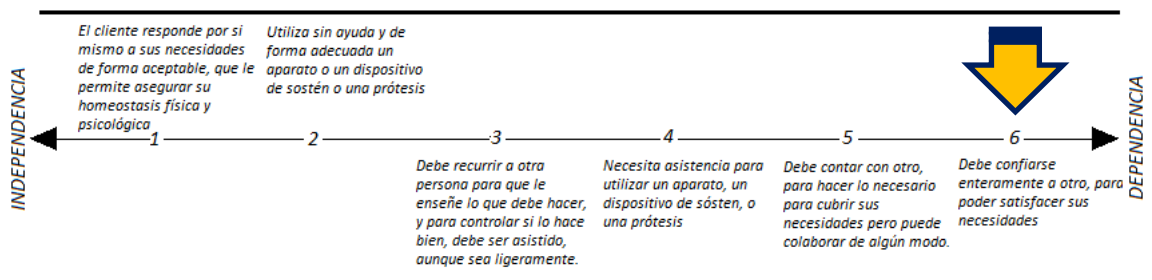 El cliente responde por si
mismo a sus necesidades
de forma aceptable, que le
permite asegurar su
homeostasis física y
psicológica
Utiliza sin ayuda y de
forma adecuada un
aparato o un dispositivo
de sostén o una prótesis
INDEPENDENCIA
1
2
3
4
5
6
DEPENDENCIA
Debe recurrir a otra
persona para que le
enseñe lo que debe hacer,
y para controlar si lo hace
bien, debe ser asistido,
aunque sea ligeramente.
Necesita asistencia para
utilizar un aparato, un
dispositivo de sósten, o
una prótesis
Debe contar con otro,
para hacer lo necesario
para cubrir sus
necesidades pero puede
colaborar de algún modo.
Debe confiarse
enteramente a otro, para
poder satisfacer sus
necesidades